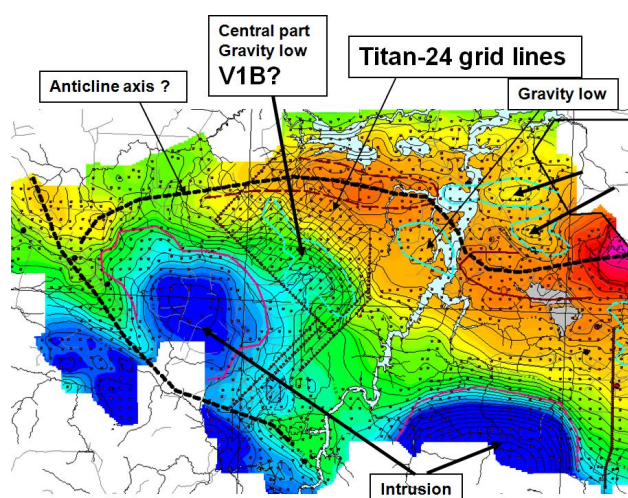 Central part
Gravity low
V1B?
Titan-24 grid lines
Anticline axis ?
Gravity low
Intrusion